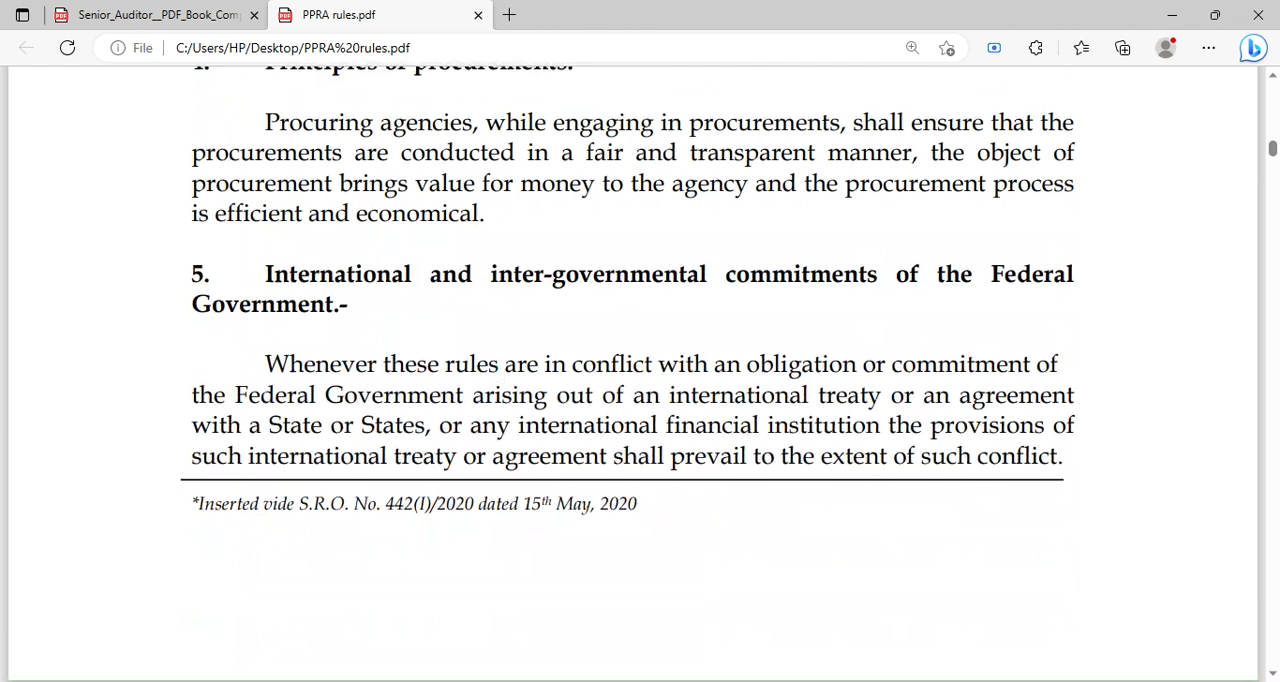 Senior_Auditor__PDF_Book_Com
PPRA rules.pdf
File
C:/Users/HP/Desktop/PPRA%20rules.pdf
4. Principles of procurements.
Procuring agencies, while engaging in procurements, shall ensure that the
procurements are conducted in a fair and transparent manner, the object of
procurement brings value for money to the agency and the procurement process
is efficient and economical.
5. International and inter-governmental commitments of the Federal
Government.-
Whenever these rules are in conflict with an obligation or commitment of
the Federal Government arising out of an international treaty or an agreement
with a State or States, or any international financial institution the provisions of
such international treaty or agreement shall prevail to the extent of such conflict.
*Inserted vide S.R.O. No. 442(I)/2020 dated 15th May, 2020